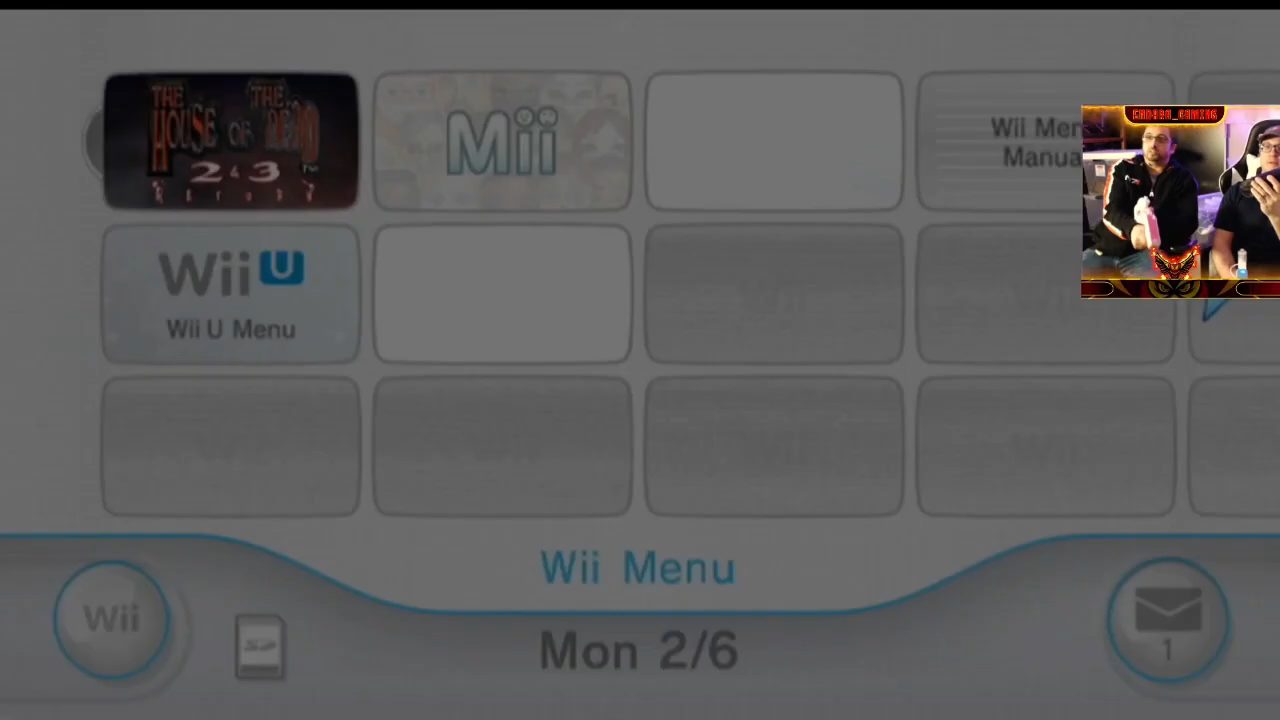 THE HOUSE OF THE DEAD
2 & 3
Mii
Wii Men
Manua
Wii U
Wii U Menu
Wii Menu
Mon 2/6
Wii
SD
1